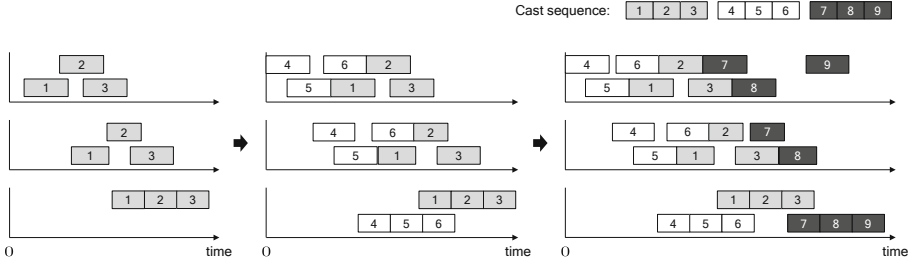 Cast sequence: 1 2 3 4 5 6 7 8 9
2 4 6 2 4 6 2 7 9
1 3 5 1 3 5 1 3 8
2 4 6 2 4 6 2 7
1 3 5 1 3 5 1 3 8
1 2 3 1 2 3 1 2 3
4 5 6 4 5 6 7 8 9
0 time 0 time 0 time